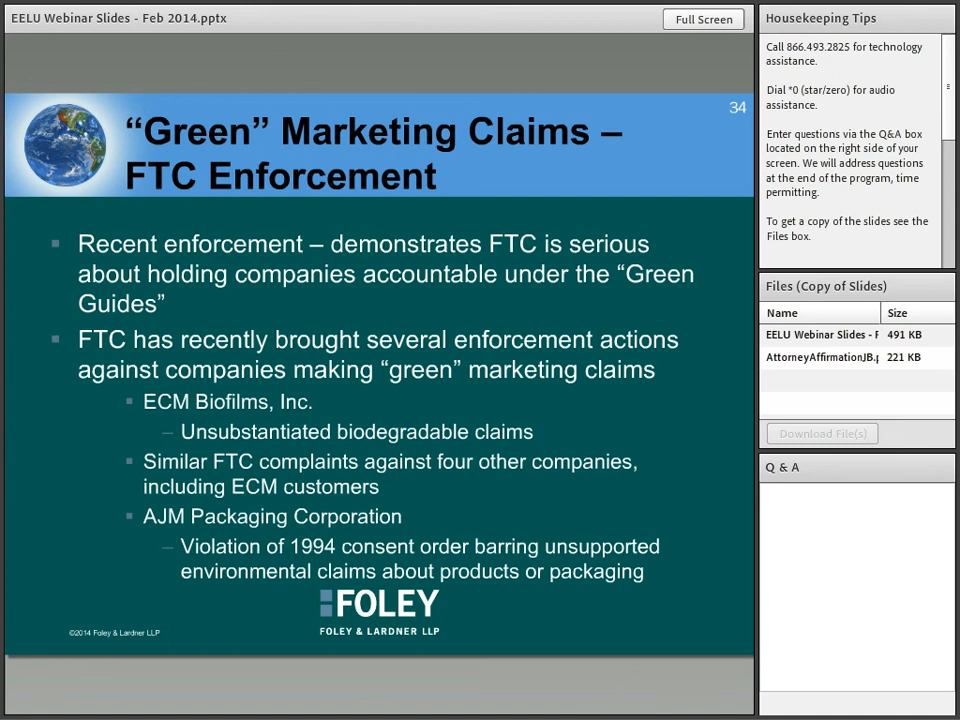 EELU Webinar Slides - Feb 2014.pptx
Full Screen
34
“Green” Marketing Claims –
FTC Enforcement
▪ Recent enforcement – demonstrates FTC is serious
about holding companies accountable under the “Green
Guides”
▪ FTC has recently brought several enforcement actions
against companies making “green” marketing claims
▪ ECM Biofilms, Inc.
– Unsubstantiated biodegradable claims
▪ Similar FTC complaints against four other companies,
including ECM customers
▪ AJM Packaging Corporation
– Violation of 1994 consent order barring unsupported
environmental claims about products or packaging
FOLEY
FOLEY & LARDNER LLP
©2014 Foley & Lardner LLP
Housekeeping Tips
Call 866.493.2825 for technology
assistance.
Dial *0 (star/zero) for audio
assistance.
Enter questions via the Q&A box
located on the right side of your
screen. We will address questions
at the end of the program, time
permitting.
To get a copy of the slides see the
Files box.
Files (Copy of Slides)
Name Size
EELU Webinar Slides - F 491 KB
AttorneyAffirmationJB.p 221 KB
Download File(s)
Q & A